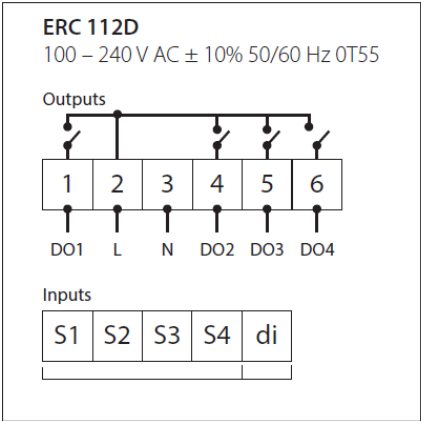 ERC 112D
100 – 240 V AC ± 10% 50/60 Hz 0T55
Outputs
1 2 3 4 5 6
DO1 L N DO2 DO3 DO4
Inputs
S1 S2 S3 S4 di